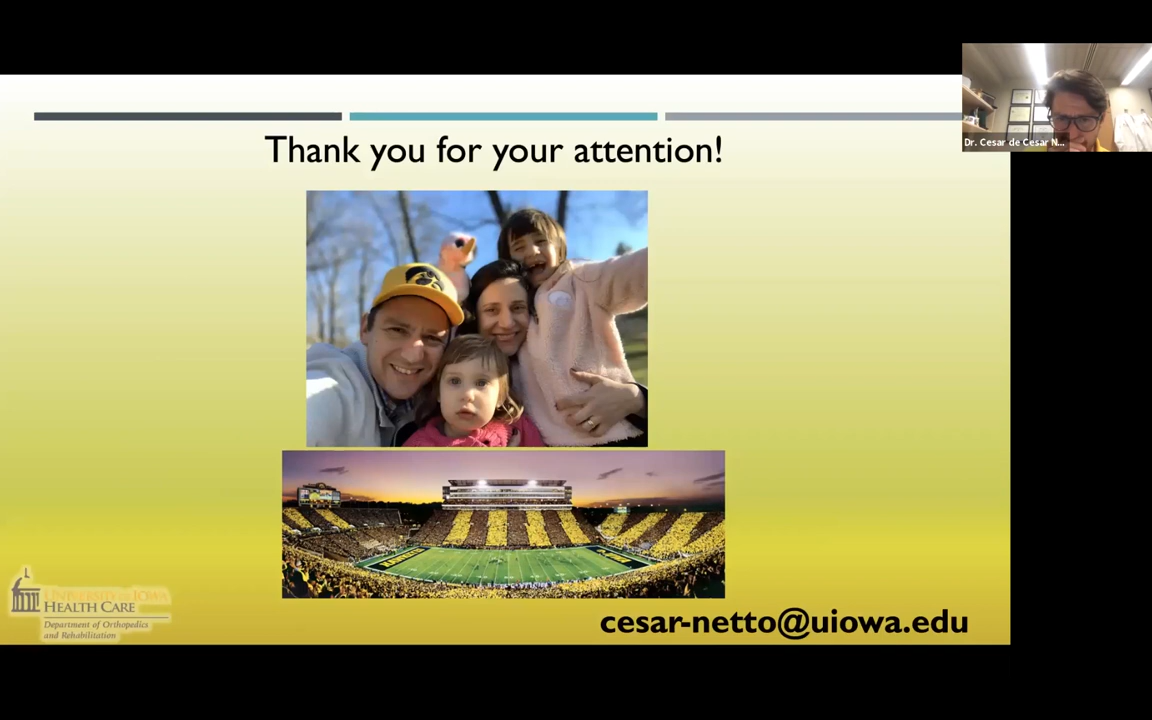 Dr. Cesar de Cesar N...
Thank you for your attention!
UNIVERSITY OF IOWA
HEALTH CARE
Department of Orthopedics
and Rehabilitation
cesar-netto@uiowa.edu